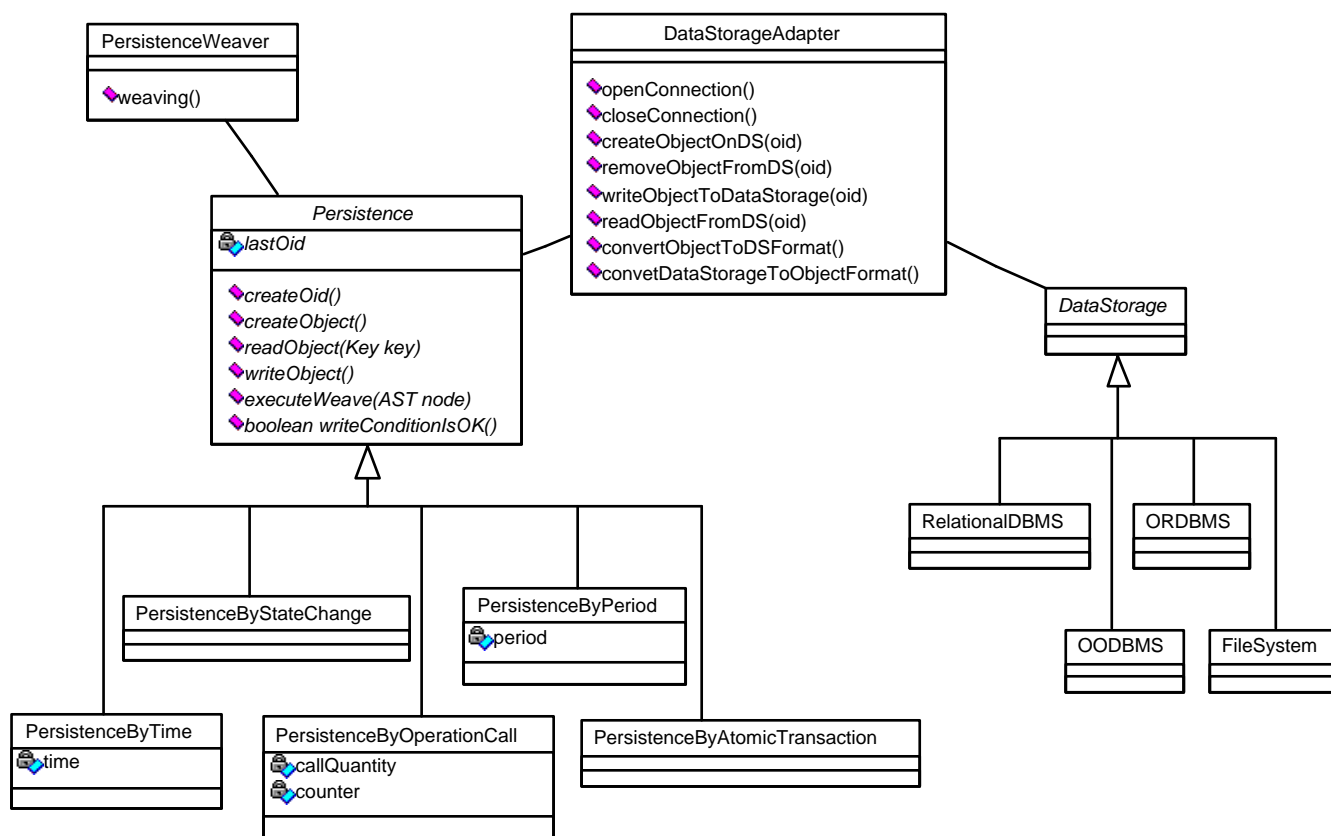 PersistenceWeaver
weaving()
DataStorageAdapter
openConnection()
closeConnection()
createObjectOnDS(oid)
removeObjectFromDS(oid)
writeObjectToDataStorage(oid)
readObjectFromDS(oid)
convertObjectToDSFormat()
convetDataStorageToObjectFormat()
Persistence
lastOid
createOid()
createObject()
readObject(Key key)
writeObject()
executeWeave(AST node)
boolean writeConditionIsOK()
DataStorage
RelationalDBMS
ORDBMS
OODBMS
FileSystem
PersistenceByStateChange
PersistenceByPeriod
period
PersistenceByTime
time
PersistenceByOperationCall
callQuantity
counter
PersistenceByAtomicTransaction